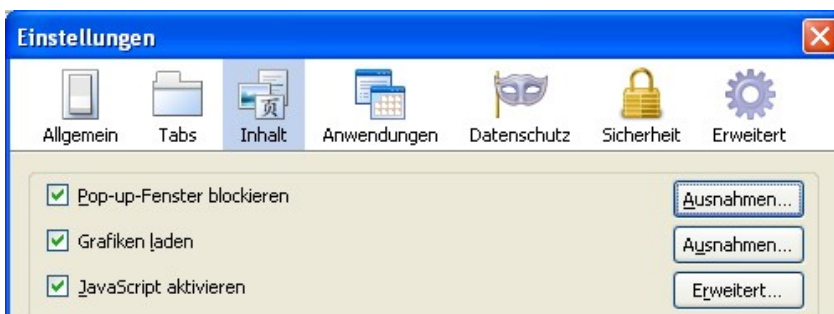 Einstellungen
页
Allgemein Tabs Inhalt Anwendungen Datenschutz Sicherheit Erweitert
Pop-up-Fenster blockieren Ausnahmen...
Grafiken laden Ausnahmen...
JavaScript aktivieren Erweitert...